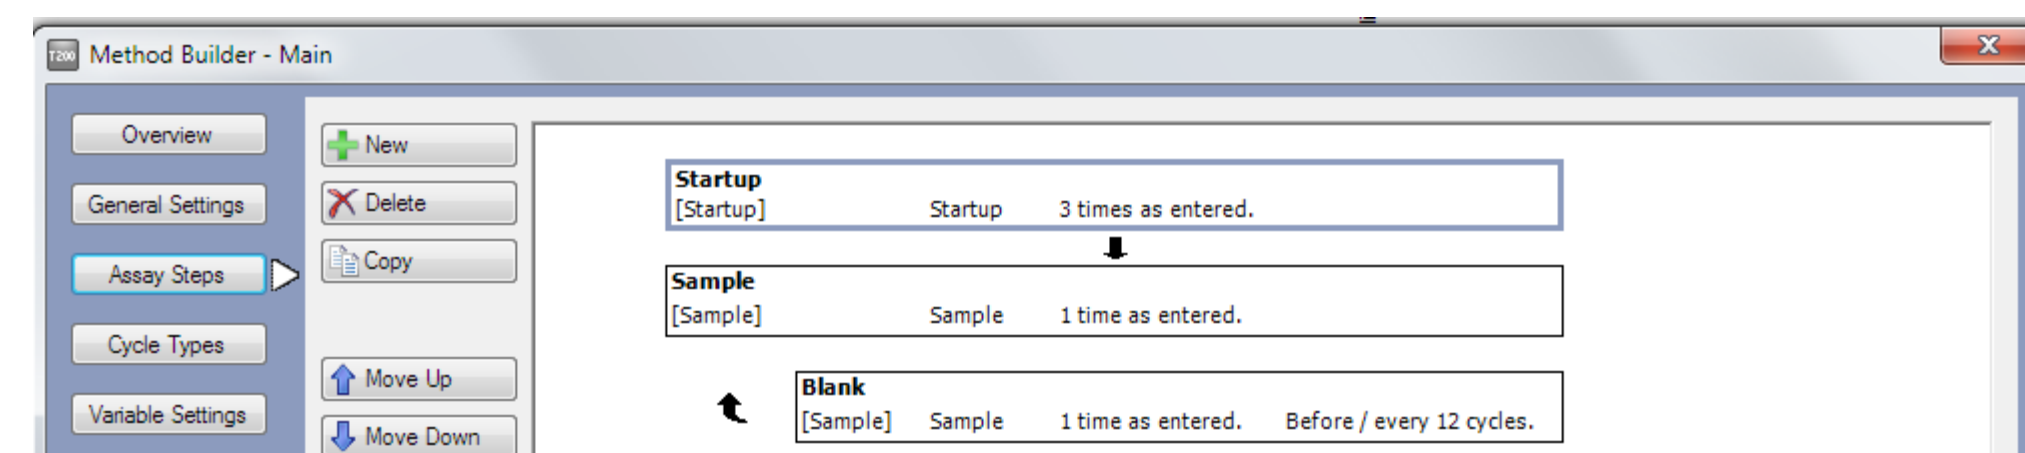 T200 Method Builder - Main
X
Overview
General Settings
Assay Steps
Cycle Types
Variable Settings
New
Delete
Copy
Move Up
Move Down
Startup
[Startup] Startup 3 times as entered.
Sample
[Sample] Sample 1 time as entered.
Blank
[Sample] Sample 1 time as entered. Before / every 12 cycles.